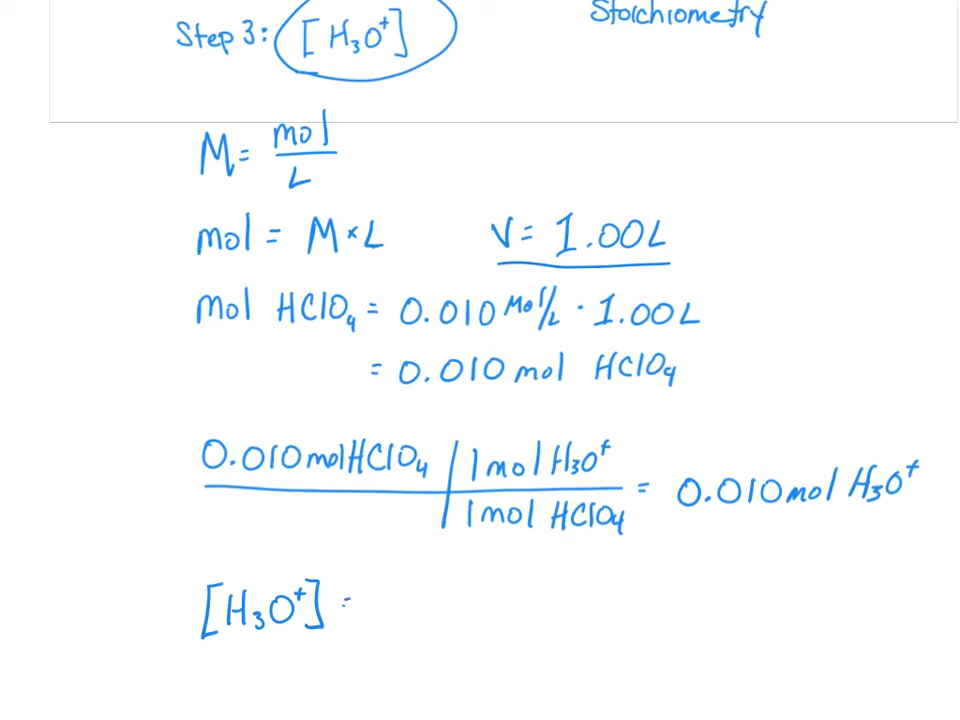 Step 3: [H₃O⁺] Stoichiometry
M = mol/L
mol = M × L V = 1.00L
mol HClO₄ = 0.010 Mol/L · 1.00L
= 0.010 mol HClO₄
0.010 mol HClO₄ | 1 mol H₃O⁺
1 mol HClO₄ = 0.010 mol H₃O⁺
[H₃O⁺] =